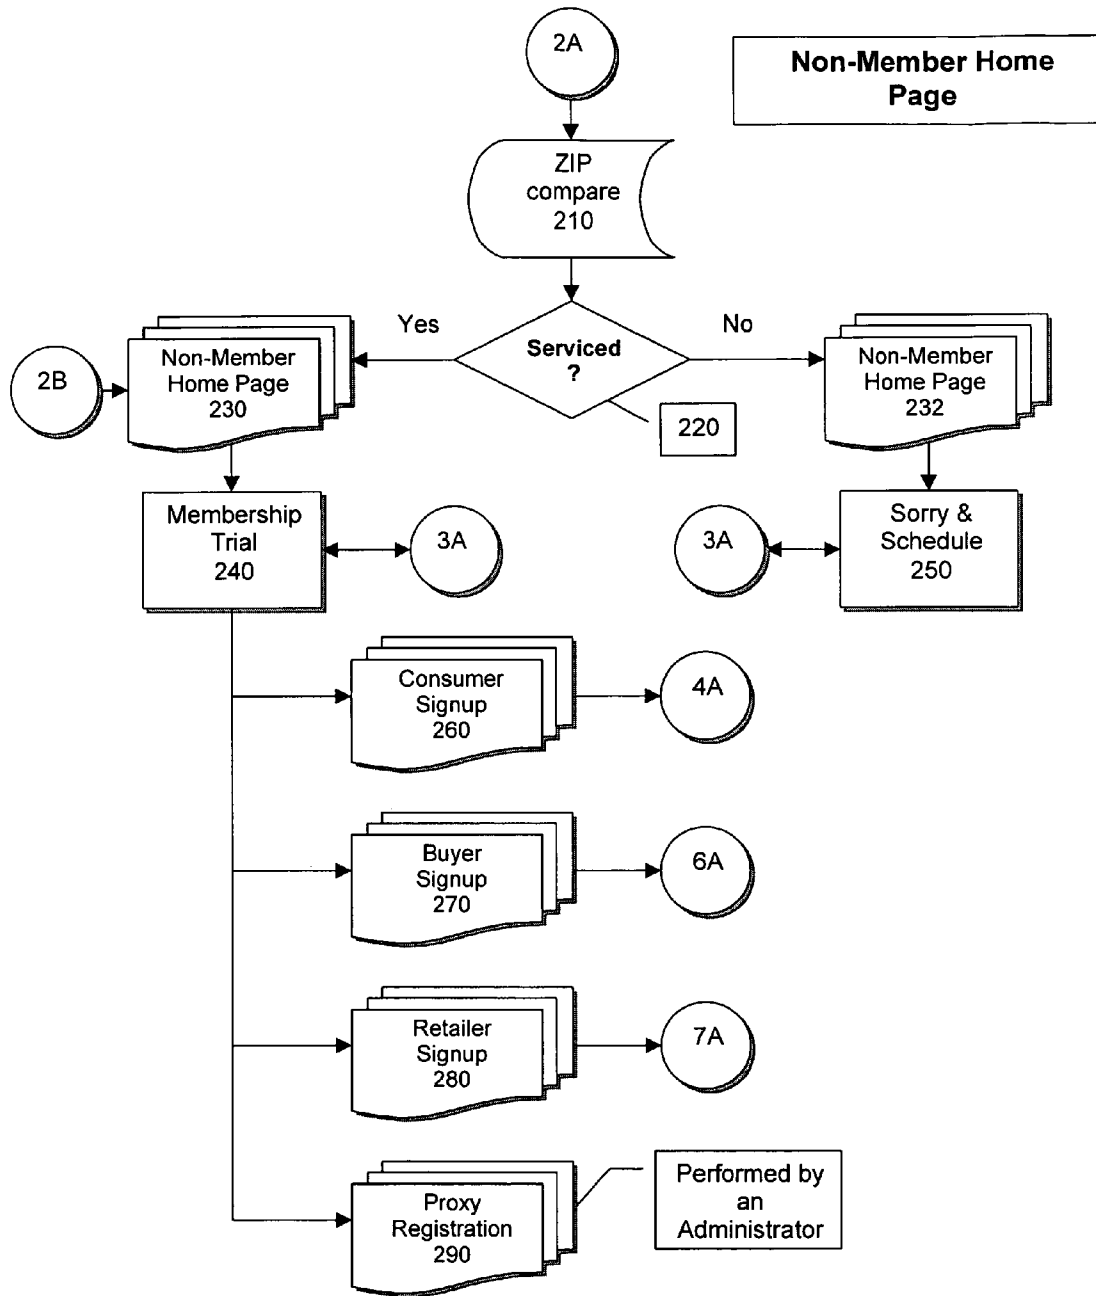 2A
Non-Member Home
Page
ZIP
compare
210
Yes
Serviced
?
No
220
2B
Non-Member
Home Page
230
Non-Member
Home Page
232
Membership
Trial
240
3A
3A
Sorry &
Schedule
250
Consumer
Signup
260
4A
Buyer
Signup
270
6A
Retailer
Signup
280
7A
Proxy
Registration
290
Performed by
an
Administrator